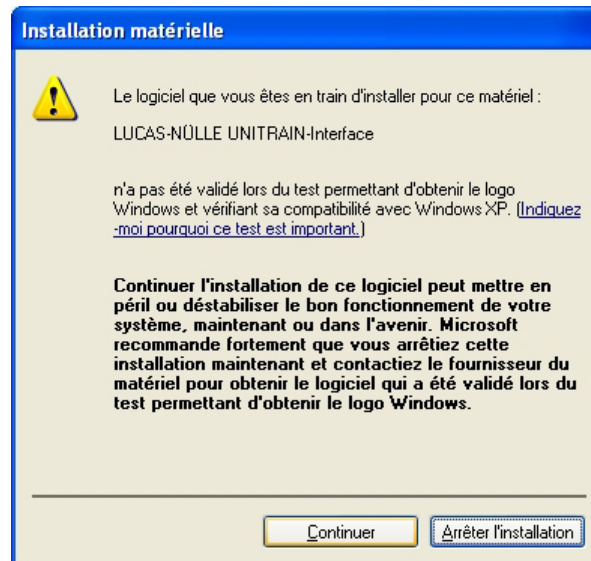 Installation matérielle
Le logiciel que vous êtes en train d'installer pour ce matériel :
LUCAS-NÜLLE UNITRAIN-Interface
n'a pas été validé lors du test permettant d'obtenir le logo
Windows et vérifiant sa compatibilité avec Windows XP. (Indiquez
-moi pourquoi ce test est important.)
Continuer l'installation de ce logiciel peut mettre en
péril ou déstabiliser le bon fonctionnement de votre
système, maintenant ou dans l'avenir. Microsoft
recommande fortement que vous arrêtiez cette
installation maintenant et contactiez le fournisseur du
matériel pour obtenir le logiciel qui a été validé lors du
test permettant d'obtenir le logo Windows.
Continuer Arrêter l'installation